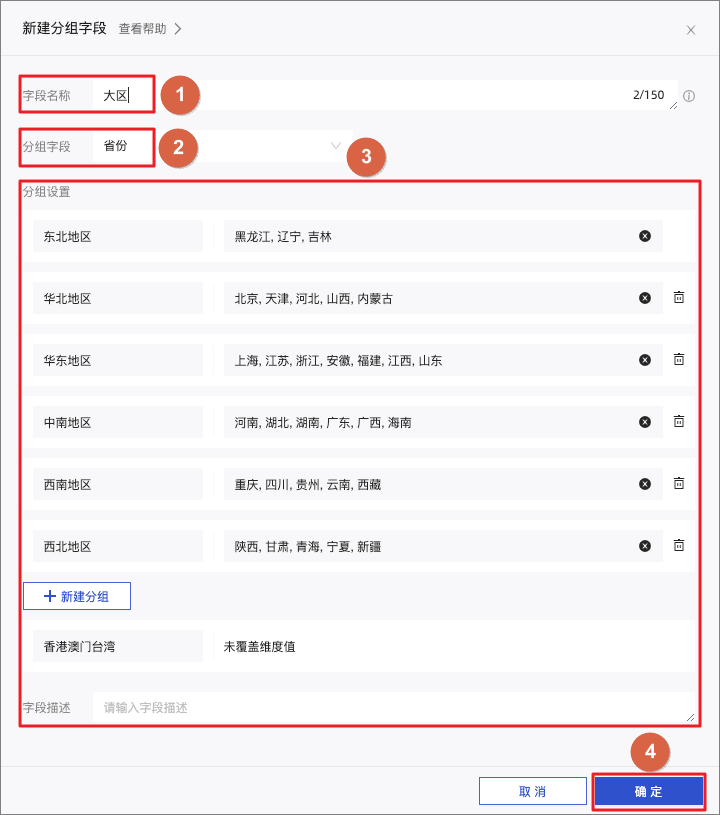 新建分组字段 查看帮助
字段名称 大区 1 2/150
分组字段 省份 2
3
分组设置
东北地区 黑龙江, 辽宁, 吉林
华北地区 北京, 天津, 河北, 山西, 内蒙古
华东地区 上海, 江苏, 浙江, 安徽, 福建, 江西, 山东
中南地区 河南, 湖北, 湖南, 广东, 广西, 海南
西南地区 重庆, 四川, 贵州, 云南, 西藏
西北地区 陕西, 甘肃, 青海, 宁夏, 新疆
新建分组
香港澳门台湾 未覆盖维度值
字段描述 请输入字段描述
4
取消 确定